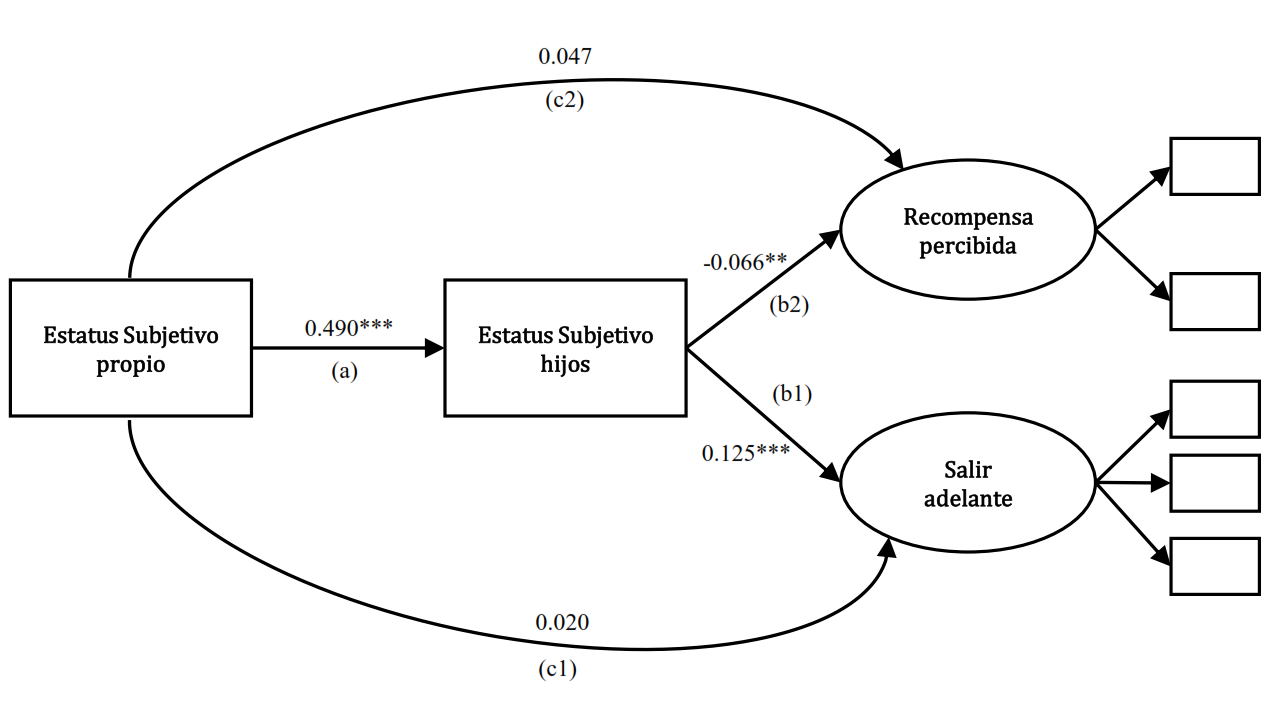 0.047
(c2)
Recompensa
percibida
-0.066**
(b2)
Estatus Subjetivo
propio
0.490***
(a)
Estatus Subjetivo
hijos
(b1)
0.125***
Salir
adelante
0.020
(c1)